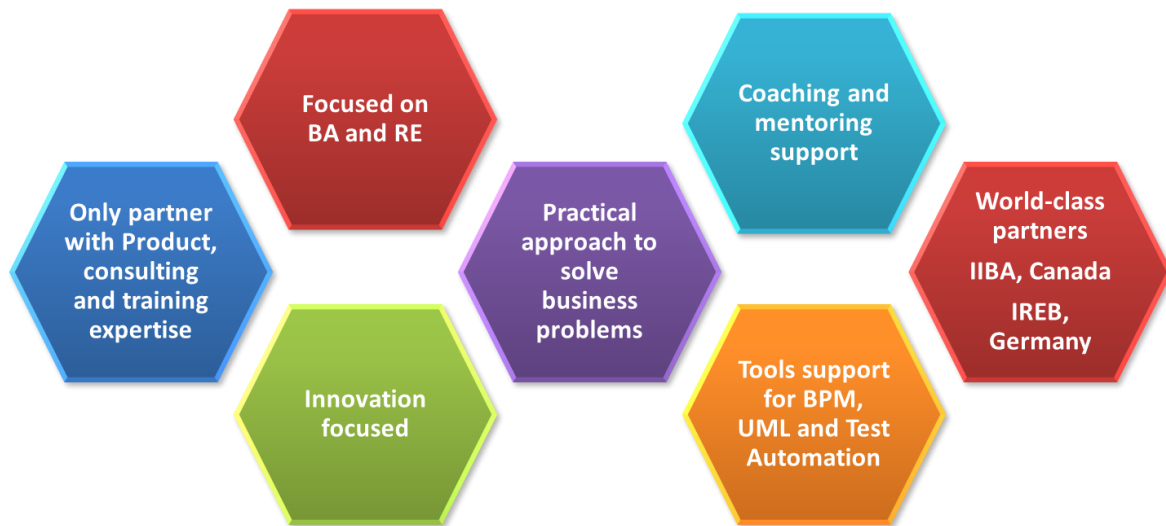 Focused on
BA and RE
Coaching and
mentoring
support
Only partner
with Product,
consulting
and training
expertise
Practical
approach to
solve
business
problems
World-class
partners
IIBA, Canada
IREB,
Germany
Innovation
focused
Tools support
for BPM,
UML and Test
Automation